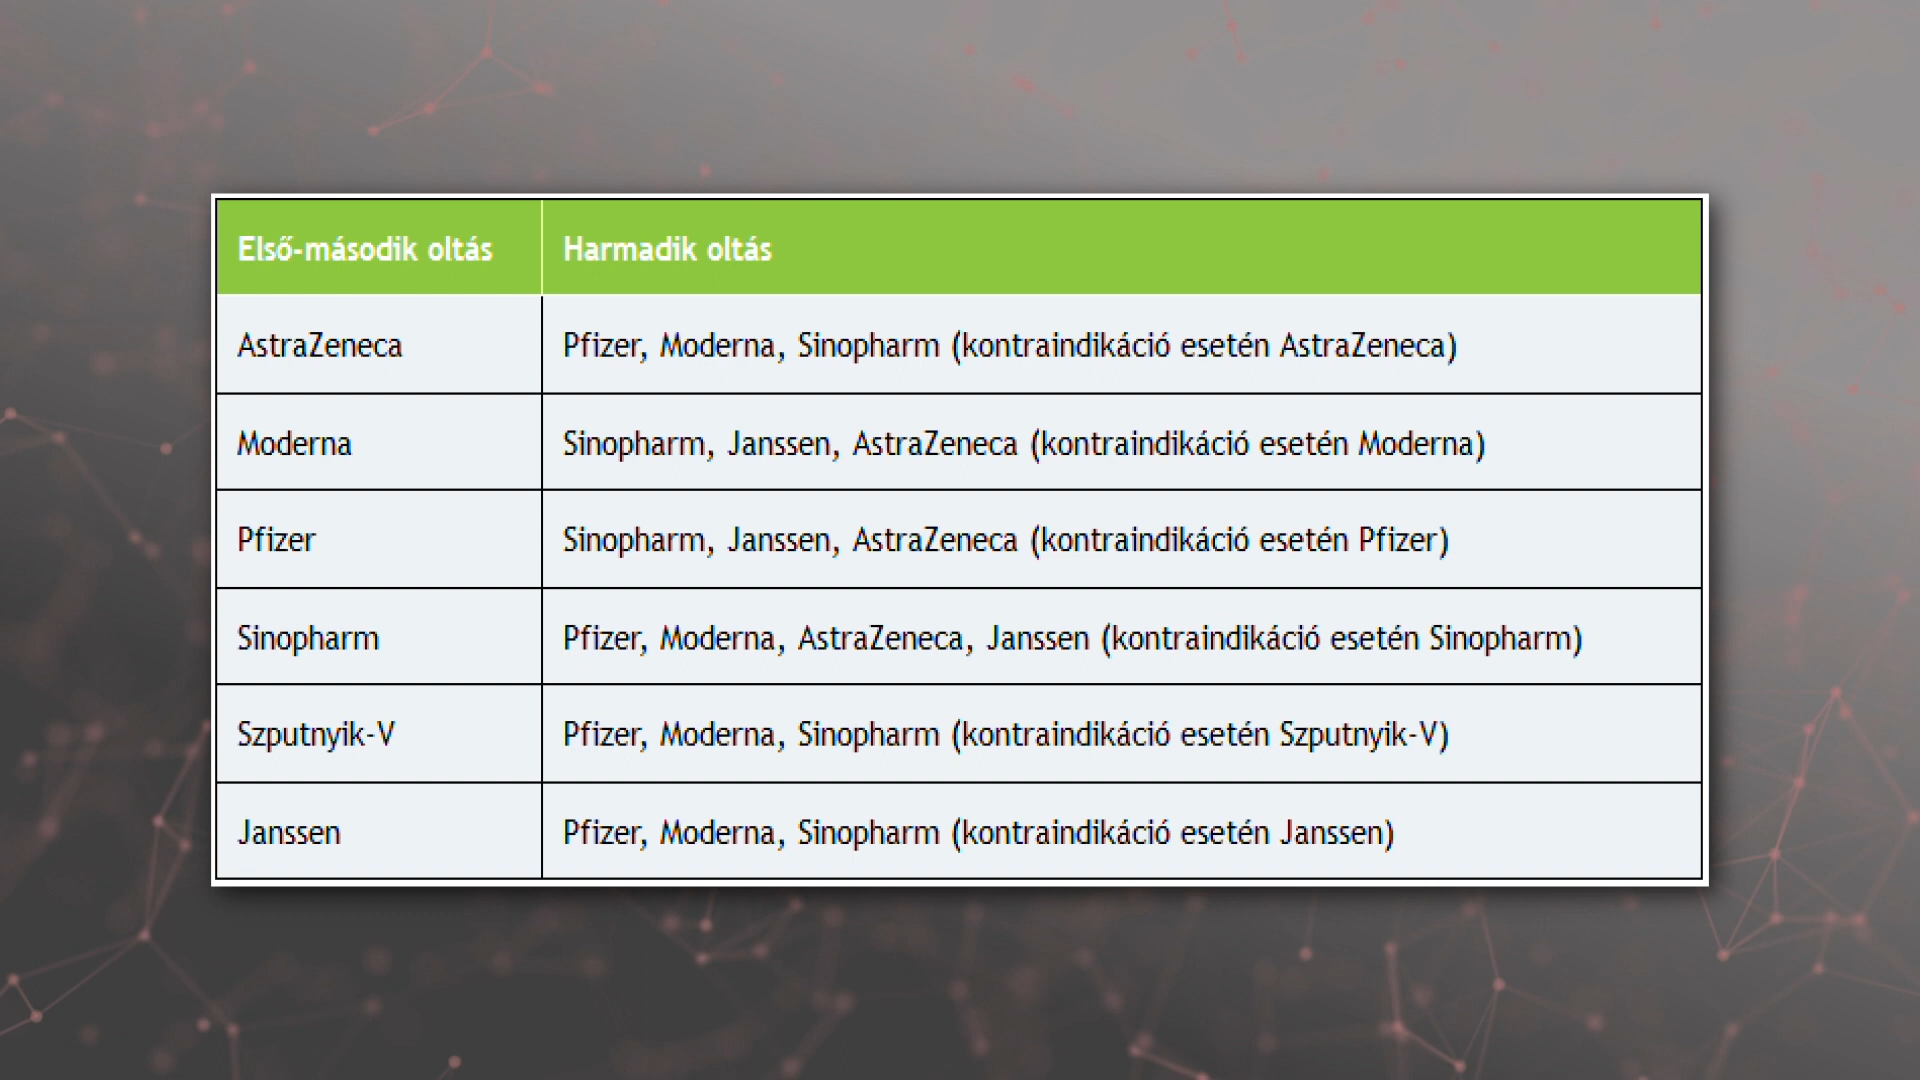 Első-második oltás Harmadik oltás
AstraZeneca Pfizer, Moderna, Sinopharm (kontraindikáció esetén AstraZeneca)
Moderna Sinopharm, Janssen, AstraZeneca (kontraindikáció esetén Moderna)
Pfizer Sinopharm, Janssen, AstraZeneca (kontraindikáció esetén Pfizer)
Sinopharm Pfizer, Moderna, AstraZeneca, Janssen (kontraindikáció esetén Sinopharm)
Szputnyik-V Pfizer, Moderna, Sinopharm (kontraindikáció esetén Szputnyik-V)
Janssen Pfizer, Moderna, Sinopharm (kontraindikáció esetén Janssen)